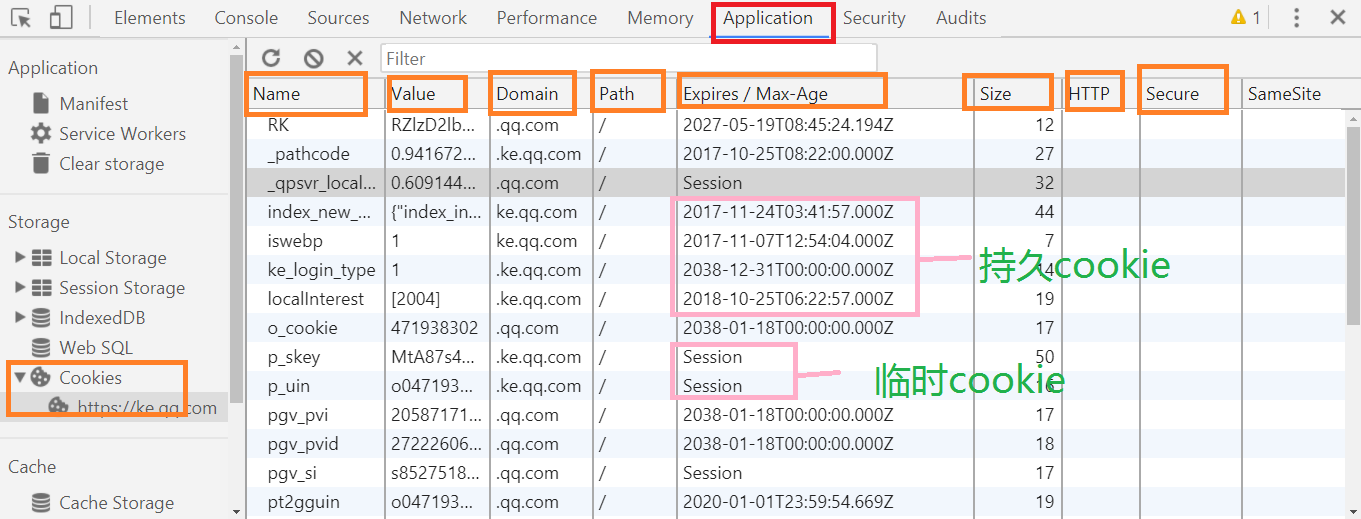 Elements Console Sources Network Performance Memory Application Security Audits 1
Application
Manifest
Service Workers
Clear storage
Storage
Local Storage
Session Storage
IndexedDB
Web SQL
Cookies
https://ke.qq.com
Cache
Cache Storage
Filter
Name Value Domain Path Expires / Max-Age Size HTTP Secure SameSite
RK RZlzD2lb... .qq.com / 2027-05-19T08:45:24.194Z 12
_pathcode 0.941672... .ke.qq.com / 2017-10-25T08:22:00.000Z 27
_qpsvr_local... 0.609144... .qq.com / Session 32
index_new_... {"index_in... ke.qq.com / 2017-11-24T03:41:57.000Z 44
iswebp 1 ke.qq.com / 2017-11-07T12:54:04.000Z 7
ke_login_type 1 .ke.qq.com / 2038-12-31T00:00:00.000Z 14
持久cookie
localInterest [2004] .ke.qq.com / 2018-10-25T06:22:57.000Z 19
o_cookie 471938302 .qq.com / 2038-01-18T00:00:00.000Z 17
p_skey MtA87s4... .ke.qq.com / Session 50
p_uin o047193... .ke.qq.com / Session 16
临时cookie
pgv_pvi 20587171... .qq.com / 2038-01-18T00:00:00.000Z 17
pgv_pvid 27222606... .qq.com / 2038-01-18T00:00:00.000Z 18
pgv_si s8527518... .qq.com / Session 17
pt2gguin o047193... .qq.com / 2020-01-01T23:59:54.669Z 19